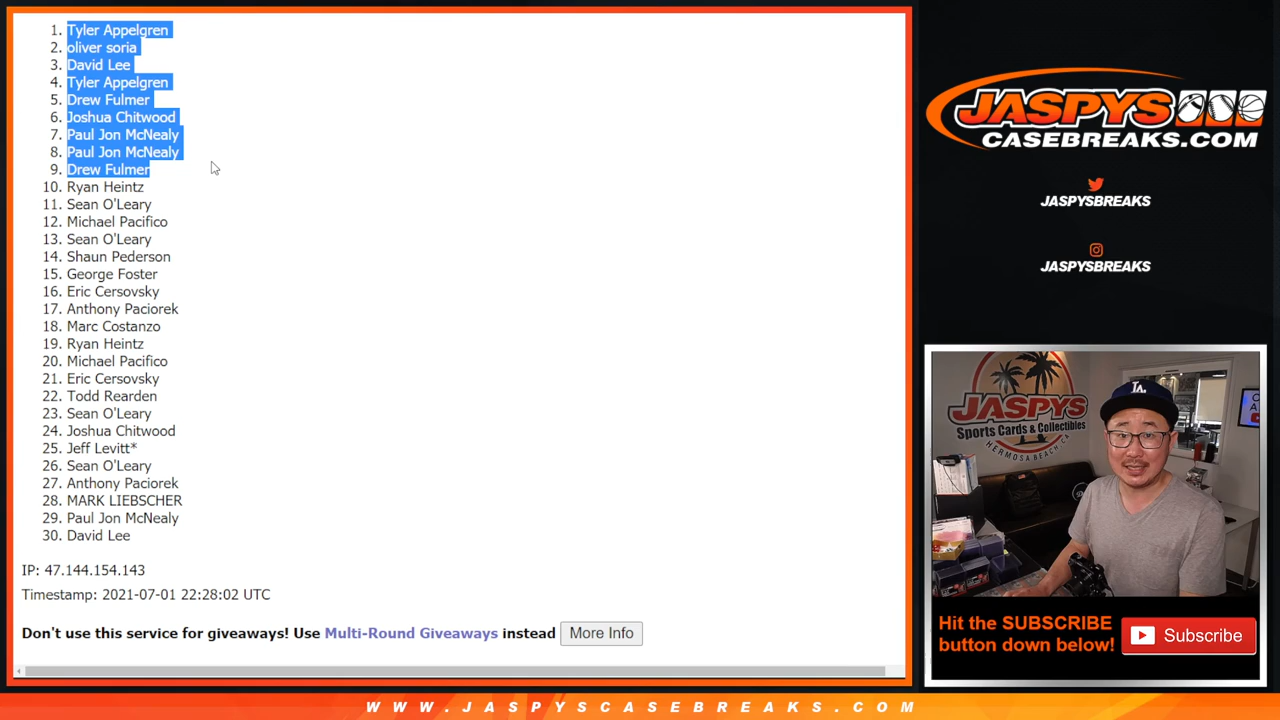 1. Tyler Appelgren
2. oliver soria
3. David Lee
4. Tyler Appelgren
5. Drew Fulmer
6. Joshua Chitwood
7. Paul Jon McNealy
8. Paul Jon McNealy
9. Drew Fulmer
10. Ryan Heintz
11. Sean O'Leary
12. Michael Pacifico
13. Sean O'Leary
14. Shaun Pederson
15. George Foster
16. Eric Cersovsky
17. Anthony Paciorek
18. Marc Costanzo
19. Ryan Heintz
20. Michael Pacifico
21. Eric Cersovsky
22. Todd Rearden
23. Sean O'Leary
24. Joshua Chitwood
25. Jeff Levitt*
26. Sean O'Leary
27. Anthony Paciorek
28. MARK LIEBSCHER
29. Paul Jon McNealy
30. David Lee
IP: 47.144.154.143
Timestamp: 2021-07-01 22:28:02 UTC
Don't use this service for giveaways! Use Multi-Round Giveaways instead More Info
JASPYS
CASEBREAKS.COM
JASPYSBREAKS
JASPYSBREAKS
JASPYS
Sports Cards & Collectibles
HERMOSA BEACH, CA
LA
Hit the SUBSCRIBE
button down below!
Subscribe
WWW.JASPYSCASEBREAKS.COM